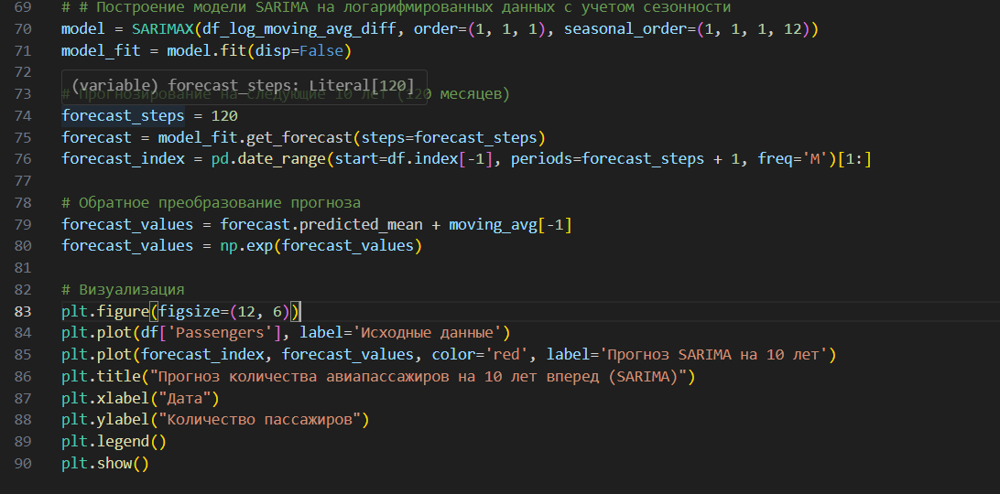 69 # # Построение модели SARIMA на логарифмированных данных с учетом сезонности
70 model = SARIMAX(df_log_moving_avg_diff, order=(1, 1, 1), seasonal_order=(1, 1, 1, 12))
71 model_fit = model.fit(disp=False)
72
(variable) forecast_steps: Literal[120]
73 # Прогнозирование на следующие 10 лет (120 месяцев)
74 forecast_steps = 120
75 forecast = model_fit.get_forecast(steps=forecast_steps)
76 forecast_index = pd.date_range(start=df.index[-1], periods=forecast_steps + 1, freq='M')[1:]
77
78 # Обратное преобразование прогноза
79 forecast_values = forecast.predicted_mean + moving_avg[-1]
80 forecast_values = np.exp(forecast_values)
81
82 # Визуализация
83 plt.figure(figsize=(12, 6))
84 plt.plot(df['Passengers'], label='Исходные данные')
85 plt.plot(forecast_index, forecast_values, color='red', label='Прогноз SARIMA на 10 лет')
86 plt.title("Прогноз количества авиапассажиров на 10 лет вперед (SARIMA)")
87 plt.xlabel("Дата")
88 plt.ylabel("Количество пассажиров")
89 plt.legend()
90 plt.show()